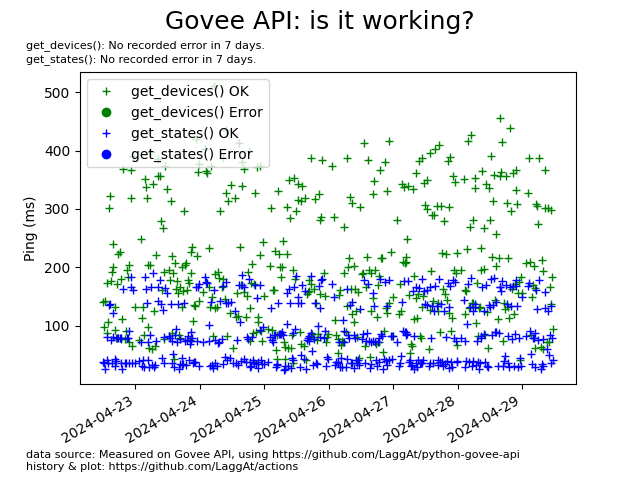 Govee API: is it working?
get_devices(): No recorded error in 7 days.
get_states(): No recorded error in 7 days.
get_devices() OK
get_devices() Error
get_states() OK
get_states() Error
500
400
300
200
100
Ping (ms)
2024-04-23
2024-04-24
2024-04-25
2024-04-26
2024-04-27
2024-04-28
2024-04-29
data source: Measured on Govee API, using https://github.com/LaggAt/python-govee-api
history & plot: https://github.com/LaggAt/actions